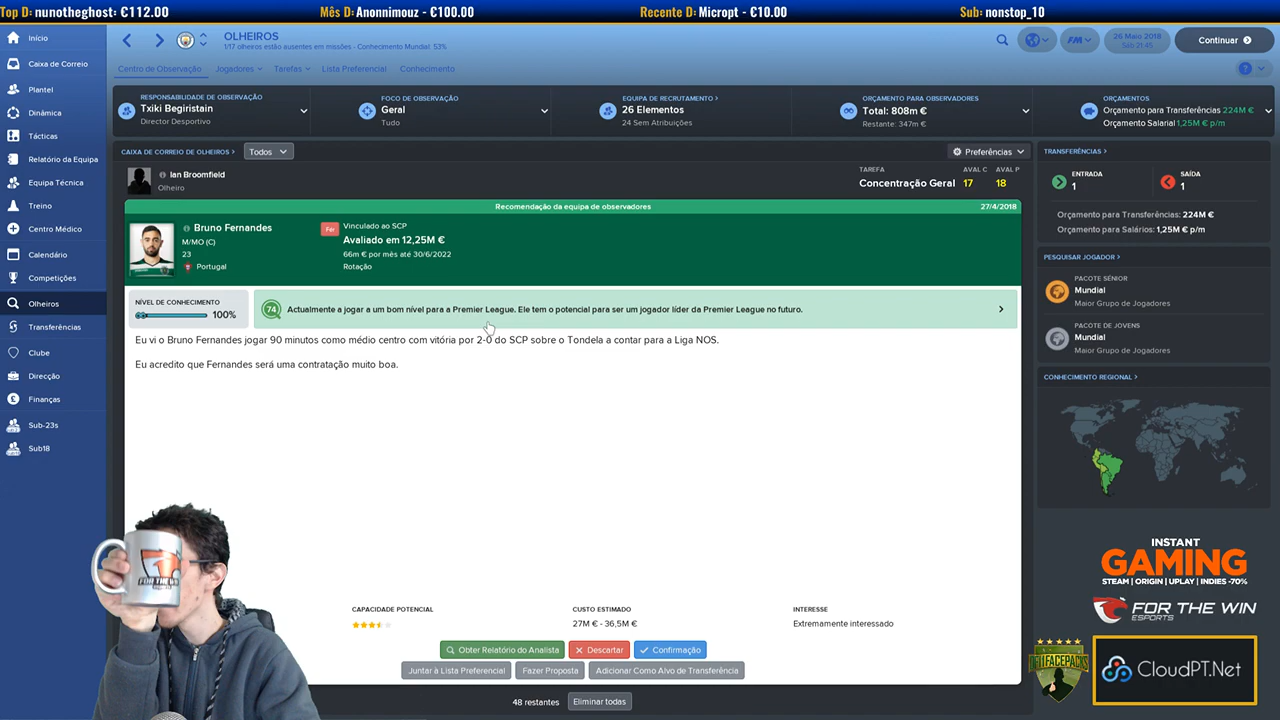 Top D: nunotheghost: €112.00
Mês D: Anonnimouz - €100.00
Recente D: Micropt - €10.00
Sub: nonstop_10
Início
Caixa de Correio
Plantel
Dinâmica
Tácticas
Relatório da Equipa
Equipa Técnica
Treino
Centro Médico
Calendário
Competições
Olheiros
Transferências
Clube
Direcção
Finanças
Sub-23s
Sub18
OLHEIROS
1/17 olheiros estão ausentes em missões - Conhecimento Mundial: 53%
FM
26 Maio 2018
Sáb 21:45
Continuar
Centro de Observação
Jogadores
Tarefas
Lista Preferencial
Conhecimento
?
RESPONSABILIDADE DE OBSERVAÇÃO
Txiki Begiristain
Director Desportivo
FOCO DE OBSERVAÇÃO
Geral
Tudo
EQUIPA DE RECRUTAMENTO >
26 Elementos
24 Sem Atribuições
ORÇAMENTO PARA OBSERVADORES
Total: 808m €
Restante: 347m €
ORÇAMENTOS
Orçamento para Transferências 224M €
Orçamento Salarial 1,25M € p/m
CAIXA DE CORREIO DE OLHEIROS >
Todos
Preferências
Ian Broomfield
Olheiro
TAREFA
Concentração Geral
AVAL C
17
AVAL P
18
Recomendação da equipa de observadores
27/4/2018
Bruno Fernandes
M/MO (C)
23
Portugal
Fér
Vinculado ao SCP
Avaliado em 12,25M €
66m € por mês até 30/6/2022
Rotação
NÍVEL DE CONHECIMENTO
100%
74
Actualmente a jogar a um bom nível para a Premier League. Ele tem o potencial para ser um jogador líder da Premier League no futuro.
Eu vi o Bruno Fernandes jogar 90 minutos como médio centro com vitória por 2-0 do SCP sobre o Tondela a contar para a Liga NOS.
Eu acredito que Fernandes será uma contratação muito boa.
CAPACIDADE POTENCIAL
CUSTO ESTIMADO
27M € - 36,5M €
INTERESSE
Extremamente interessado
Obter Relatório do Analista
Descartar
Confirmação
Juntar à Lista Preferencial
Fazer Proposta
Adicionar Como Alvo de Transferência
48 restantes
Eliminar todas
TRANSFERÊNCIAS >
ENTRADA
1
SAÍDA
1
Orçamento para Transferências: 224M €
Orçamento para Salários: 1,25M € p/m
PESQUISAR JOGADOR >
PACOTE SÉNIOR
Mundial
Maior Grupo de Jogadores
PACOTE DE JOVENS
Mundial
Maior Grupo de Jogadores
CONHECIMENTO REGIONAL >
INSTANT
GAMING
STEAM | ORIGIN | UPLAY | INDIES -70%
FOR THE WIN
ESPORTS
CloudPT.Net
FOR THE WIN